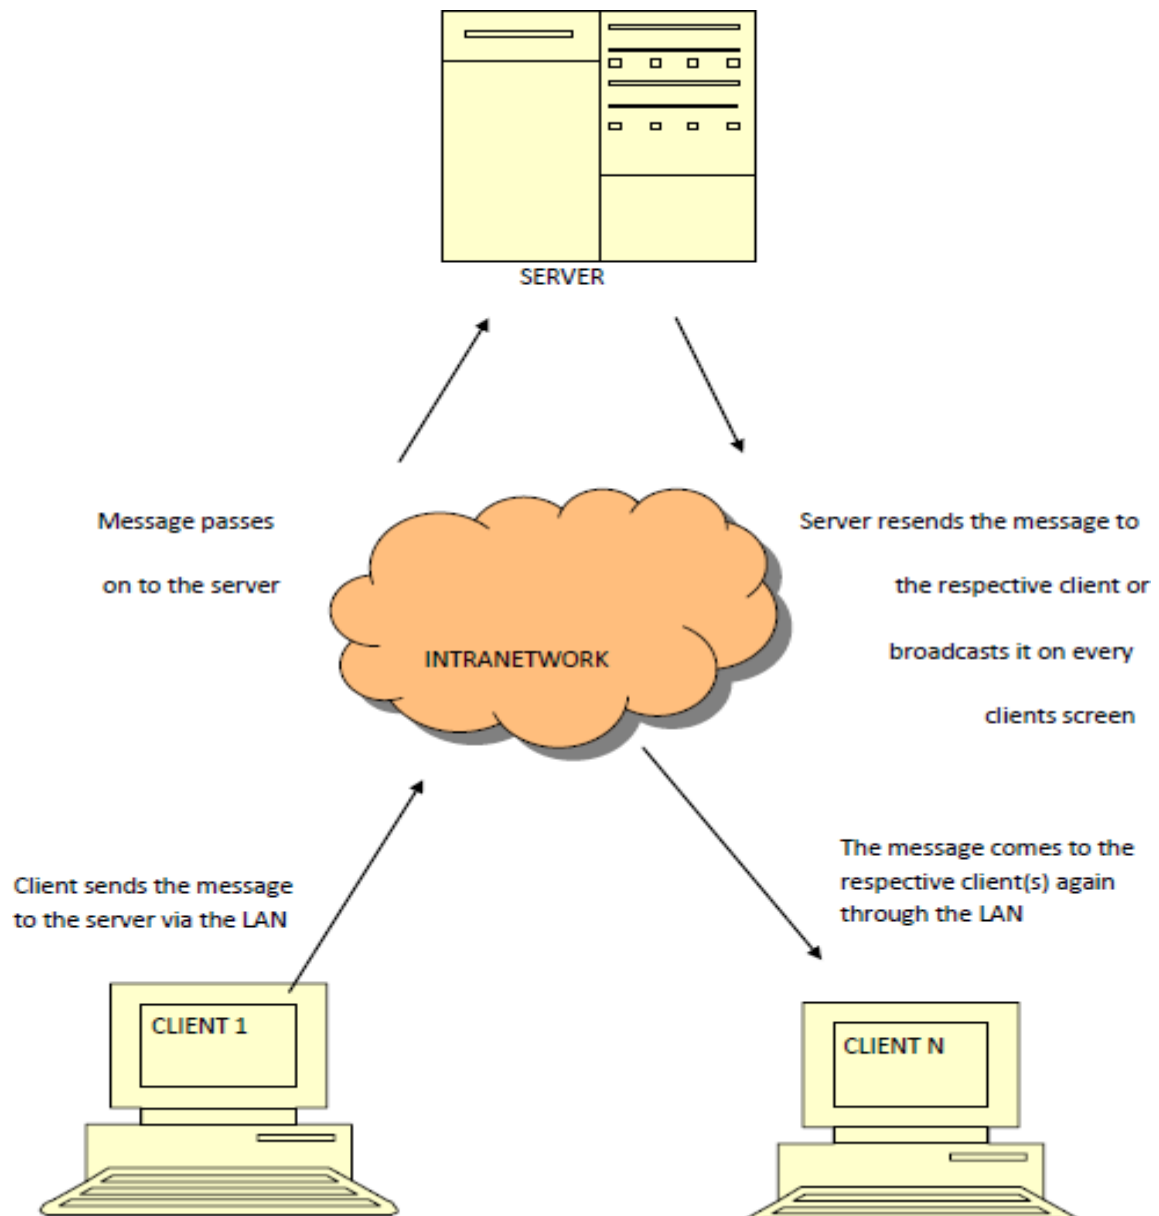 SERVER
Message passes
on to the server
Server resends the message to
the respective client or
broadcasts it on every
clients screen
INTRANETWORK
Client sends the message
to the server via the LAN
The message comes to the
respective client(s) again
through the LAN
CLIENT 1
CLIENT N